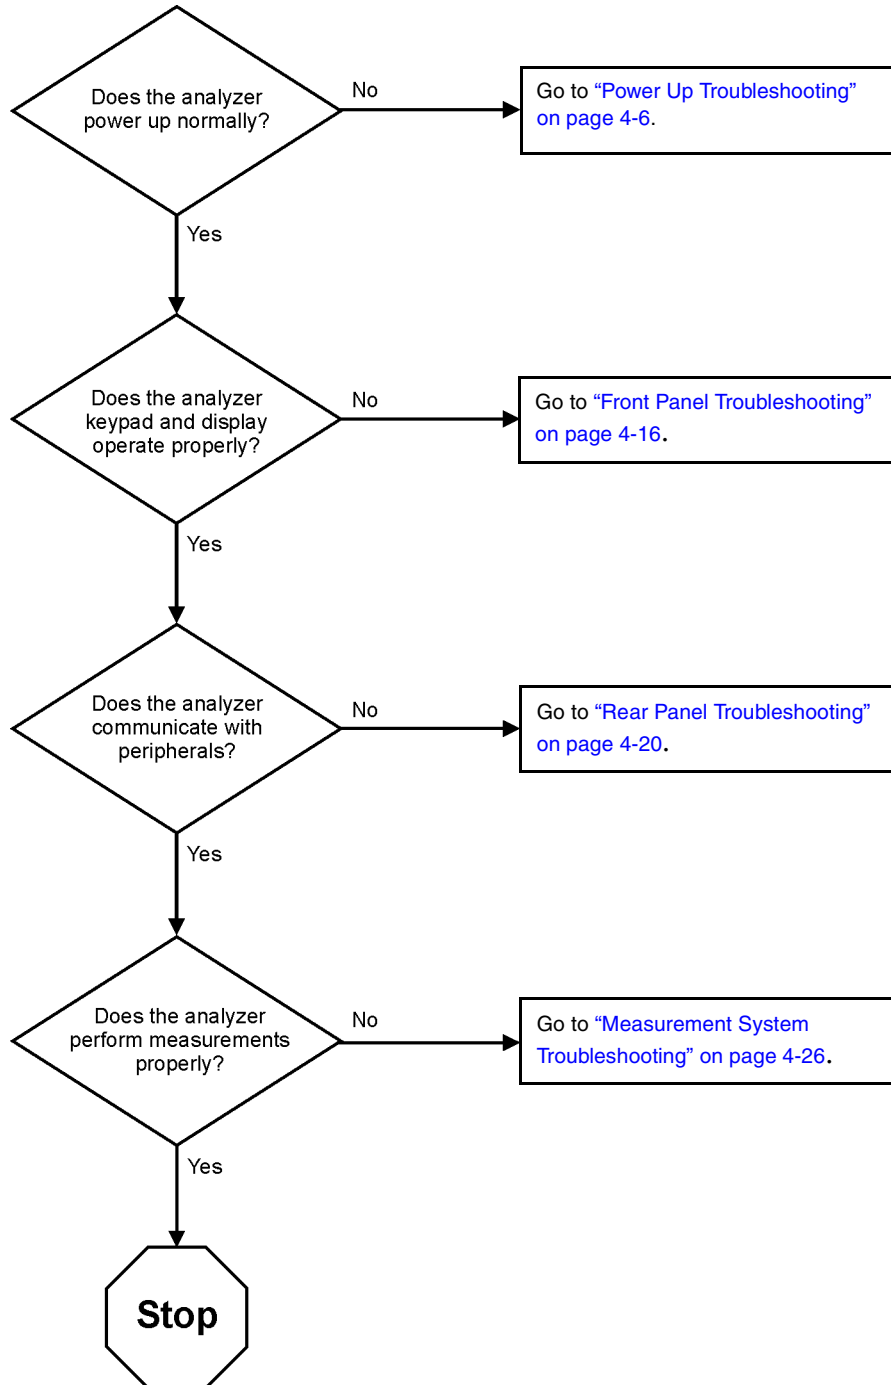 Does the analyzer
power up normally?
No
Go to “Power Up Troubleshooting”
on page 4-6.
Yes
Does the analyzer
keypad and display
operate properly?
No
Go to “Front Panel Troubleshooting”
on page 4-16.
Yes
Does the analyzer
communicate with
peripherals?
No
Go to “Rear Panel Troubleshooting”
on page 4-20.
Yes
Does the analyzer
perform measurements
properly?
No
Go to “Measurement System
Troubleshooting” on page 4-26.
Yes
Stop